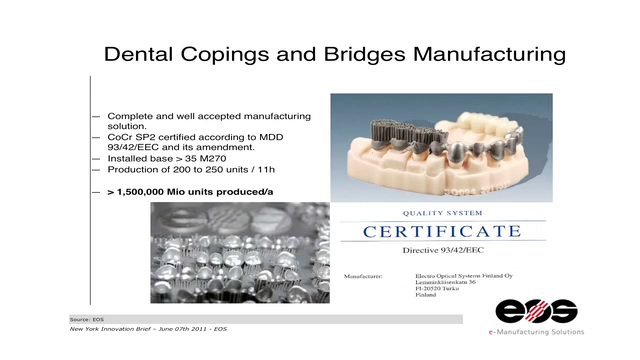 Dental Copings and Bridges Manufacturing
— Complete and well accepted manufacturing
solution.
— CoCr SP2 certified according to MDD
93/42/EEC and its amendment.
— Installed base > 35 M270
— Production of 200 to 250 units / 11h
— > 1,500,000 Mio units produced/a
QUALITY SYSTEM
CERTIFICATE
Directive 93/42/EEC
Manufacturer:
Electro Optical Systems Finland Oy
Lemminkäisenkatu 36
FI-20520 Turku
Finland
eos
e-Manufacturing Solutions
Source: EOS
New York Innovation Brief – June 07th 2011 - EOS